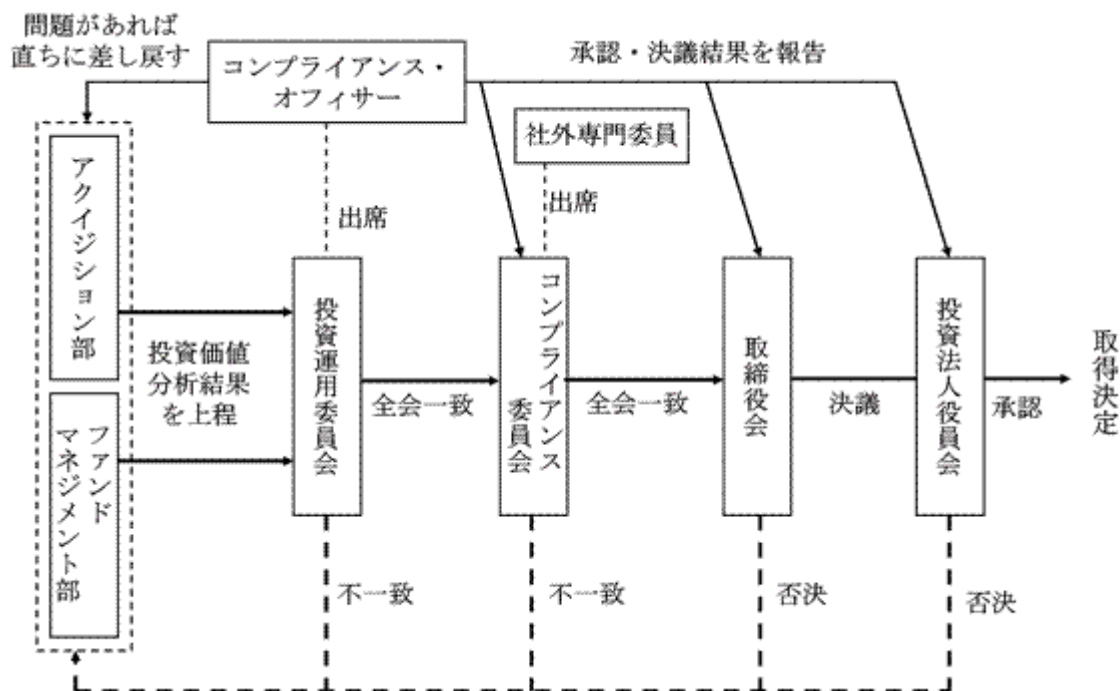 問題があれば
直ちに差し戻す
コンプライアンス・
オフィサー
承認・決議結果を報告
社外専門委員
出席
出席
アクイジション部
ファンド
マネジメント部
投資価値
分析結果
を上程
投資運用委員会
全会一致
コンプライアンス
委員会
全会一致
取締役会
決議
投資法人役員会
承認
取得決定
不一致
不一致
否決
否決